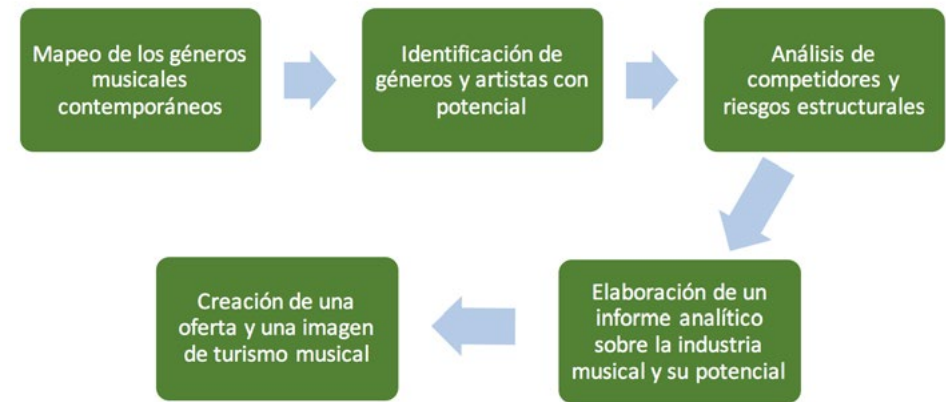 Mapeo de los géneros
musicales
contemporáneos
Identificación de
géneros y artistas con
potencial
Análisis de
competidores y
riesgos estructurales
Elaboración de un
informe analítico
sobre la industria
musical y su potencial
Creación de una
oferta y una imagen
de turismo musical